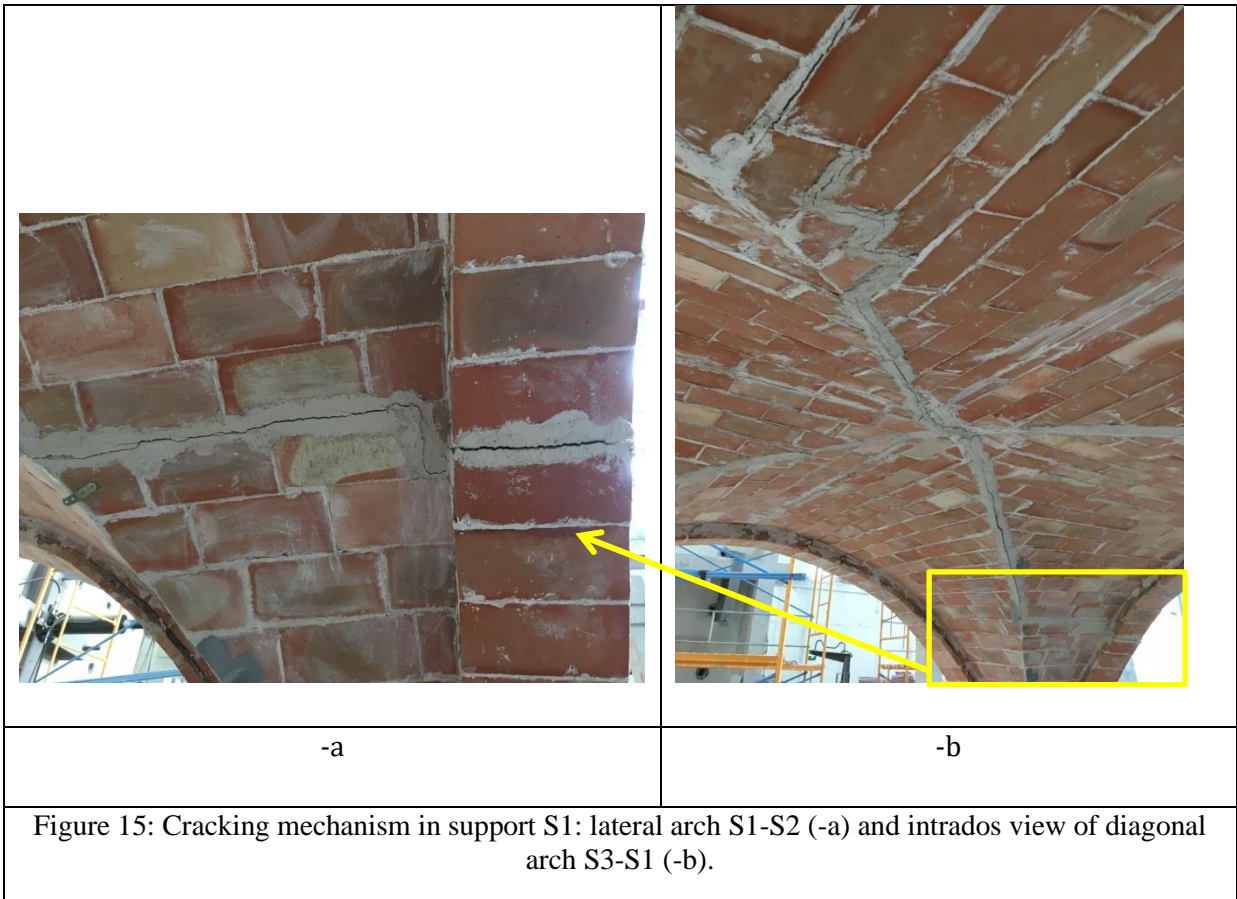 -a
-b
Figure 15: Cracking mechanism in support S1: lateral arch S1-S2 (-a) and intrados view of diagonal
arch S3-S1 (-b).